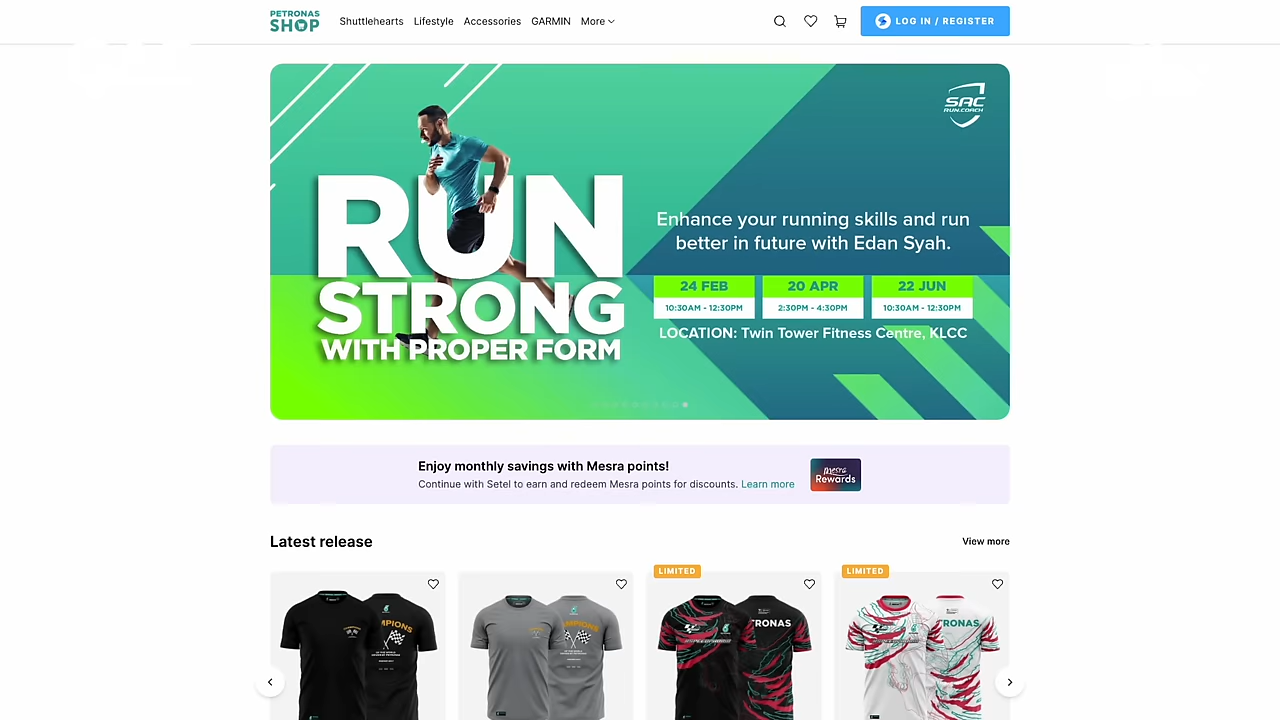 PETRONAS
SHOP
Shuttlehearts Lifestyle Accessories GARMIN More
LOG IN / REGISTER
SAC
RUN.COACH
RUN
STRONG
WITH PROPER FORM
Enhance your running skills and run
better in future with Edan Syah.
24 FEB 20 APR 22 JUN
10:30AM - 12:30PM 2:30PM - 4:30PM 10:30AM - 12:30PM
LOCATION: Twin Tower Fitness Centre, KLCC
Enjoy monthly savings with Mesra points!
Continue with Setel to earn and redeem Mesra points for discounts. Learn more
mesra
Rewards
Latest release
View more
LIMITED LIMITED